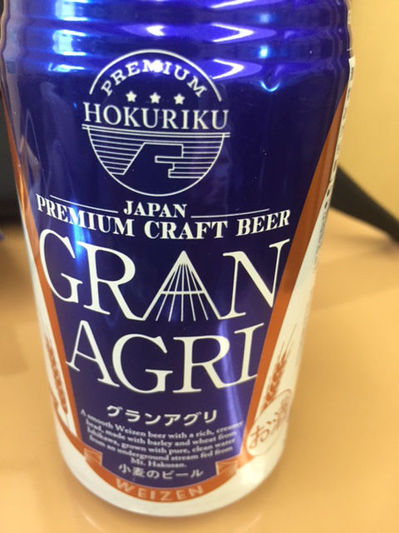 PREMIUM
HOKURIKU
JAPAN
PREMIUM CRAFT BEER
GRAN
AGRI
グランアグリ
A smooth Weizen beer with a rich, creamy
head, made with barley and wheat from
Ishikawa, grown with pure, clean water
from an underground stream fed from
Mt. Hakusan.
小麦のビール
WEIZEN
お酒